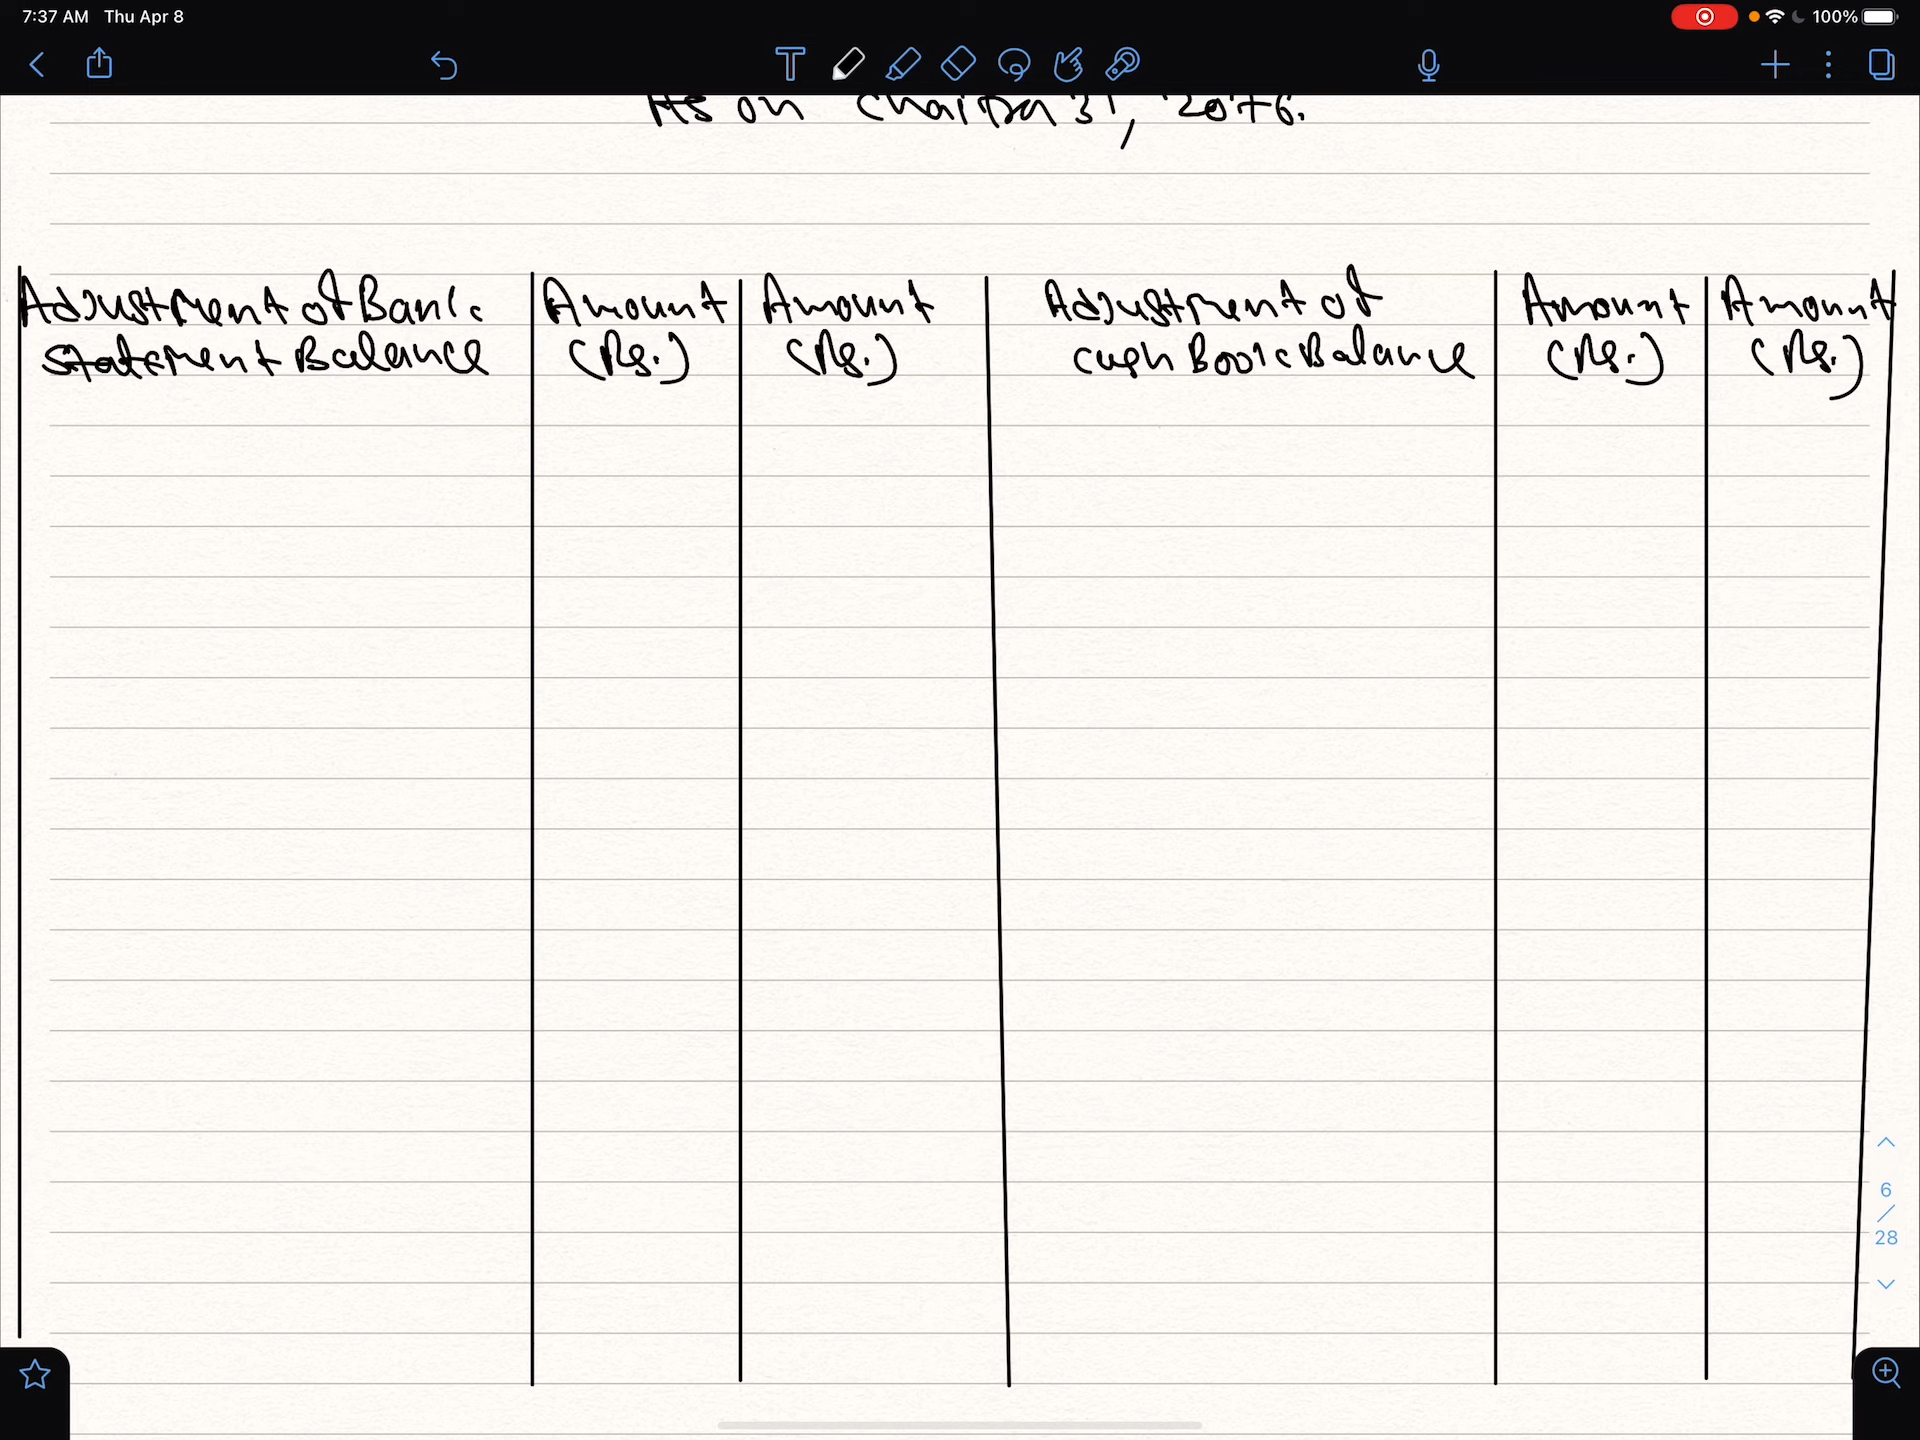 7:37 AM Thu Apr 8 100%
As on Chaitra 31, 2076.
Adjustment of Bank Amount Amount Adjustment of Amount Amount
Statement Balance (Rs.) (Rs.) cash Book Balance (Rs.) (Rs.)
6
/
28